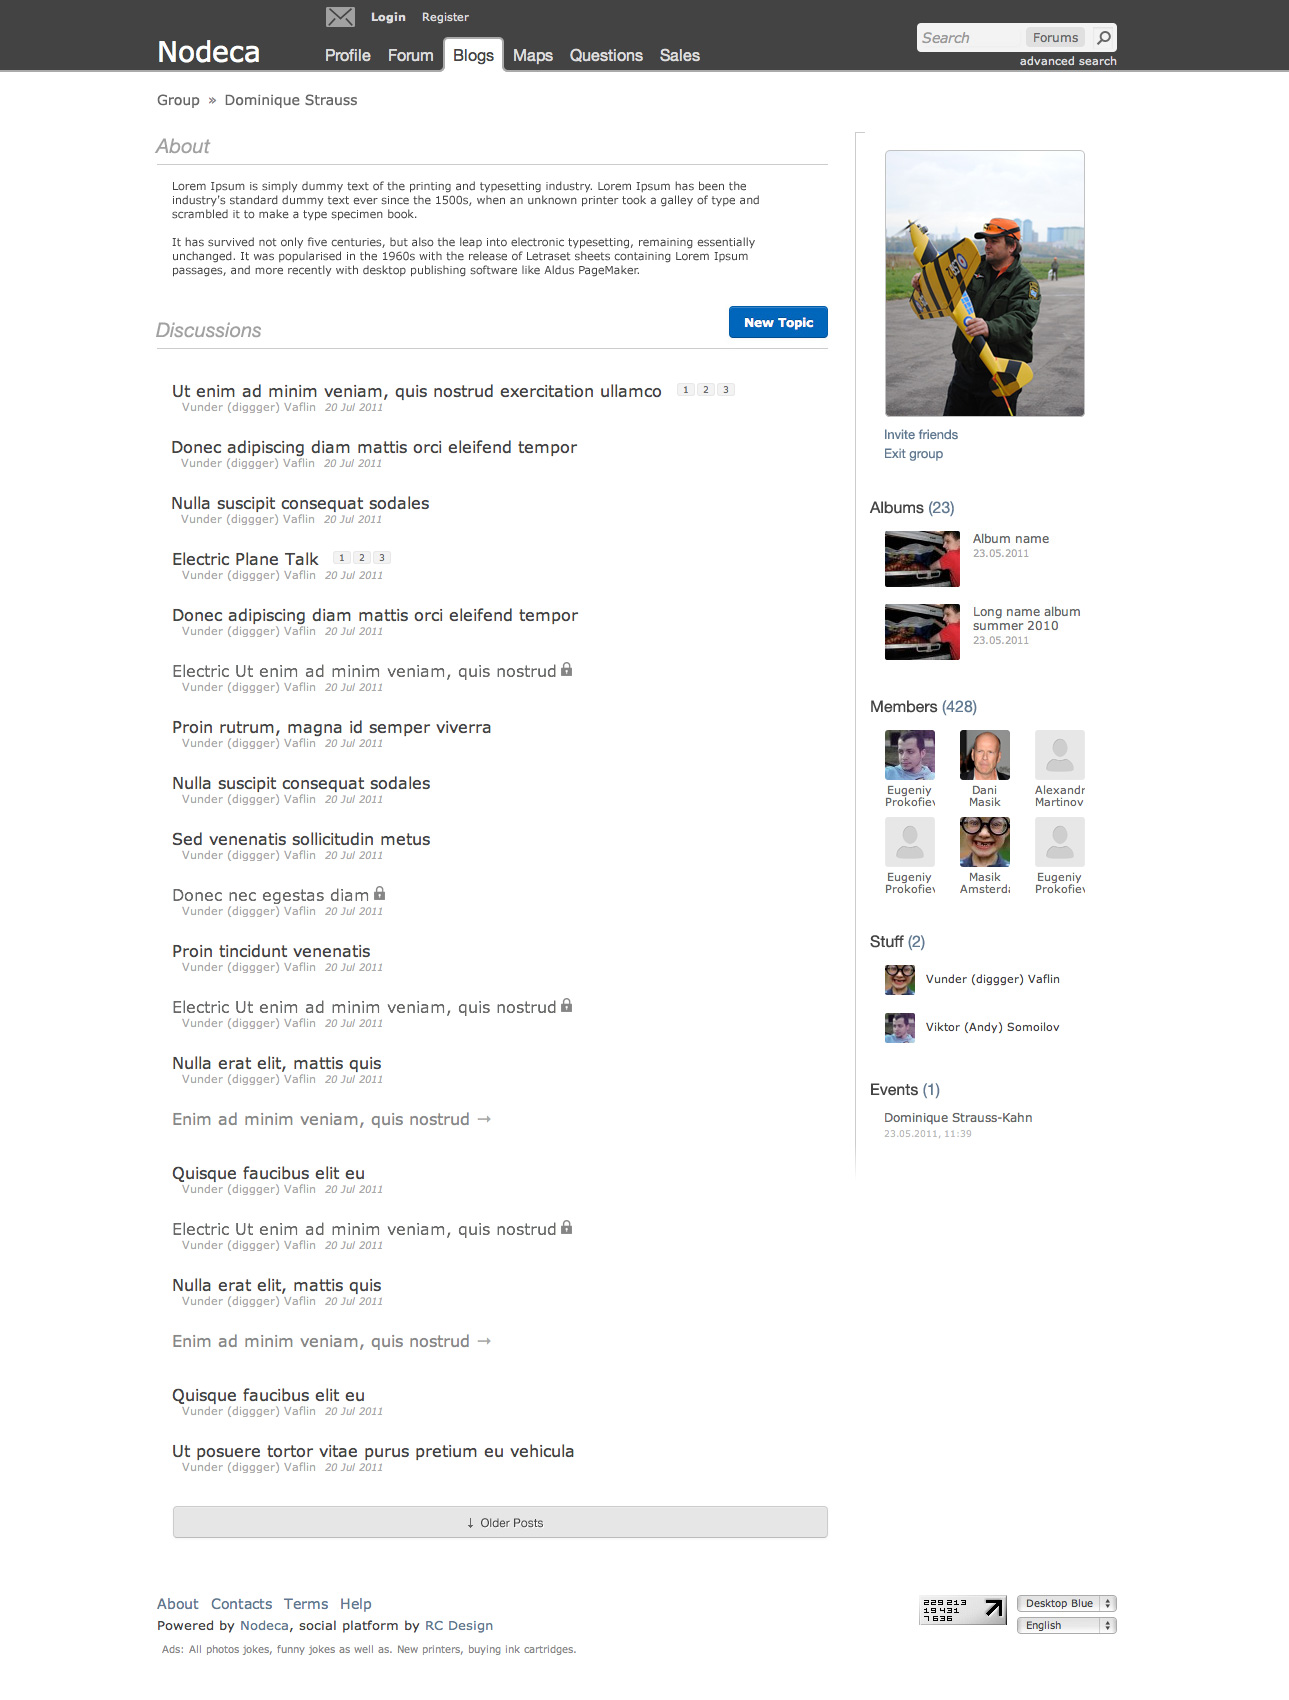 Login Register
Nodeca
Profile Forum Blogs Maps Questions Sales
Search Forums
advanced search
Group » Dominique Strauss
About
Lorem Ipsum is simply dummy text of the printing and typesetting industry. Lorem Ipsum has been the
industry's standard dummy text ever since the 1500s, when an unknown printer took a galley of type and
scrambled it to make a type specimen book.
It has survived not only five centuries, but also the leap into electronic typesetting, remaining essentially
unchanged. It was popularised in the 1960s with the release of Letraset sheets containing Lorem Ipsum
passages, and more recently with desktop publishing software like Aldus PageMaker.
Discussions
New Topic
Ut enim ad minim veniam, quis nostrud exercitation ullamco 1 2 3
Vunder (diggger) Vaflin 20 Jul 2011
Donec adipiscing diam mattis orci eleifend tempor
Vunder (diggger) Vaflin 20 Jul 2011
Nulla suscipit consequat sodales
Vunder (diggger) Vaflin 20 Jul 2011
Electric Plane Talk 1 2 3
Vunder (diggger) Vaflin 20 Jul 2011
Donec adipiscing diam mattis orci eleifend tempor
Vunder (diggger) Vaflin 20 Jul 2011
Electric Ut enim ad minim veniam, quis nostrud
Vunder (diggger) Vaflin 20 Jul 2011
Proin rutrum, magna id semper viverra
Vunder (diggger) Vaflin 20 Jul 2011
Nulla suscipit consequat sodales
Vunder (diggger) Vaflin 20 Jul 2011
Sed venenatis sollicitudin metus
Vunder (diggger) Vaflin 20 Jul 2011
Donec nec egestas diam
Vunder (diggger) Vaflin 20 Jul 2011
Proin tincidunt venenatis
Vunder (diggger) Vaflin 20 Jul 2011
Electric Ut enim ad minim veniam, quis nostrud
Vunder (diggger) Vaflin 20 Jul 2011
Nulla erat elit, mattis quis
Vunder (diggger) Vaflin 20 Jul 2011
Enim ad minim veniam, quis nostrud →
Quisque faucibus elit eu
Vunder (diggger) Vaflin 20 Jul 2011
Electric Ut enim ad minim veniam, quis nostrud
Vunder (diggger) Vaflin 20 Jul 2011
Nulla erat elit, mattis quis
Vunder (diggger) Vaflin 20 Jul 2011
Enim ad minim veniam, quis nostrud →
Quisque faucibus elit eu
Vunder (diggger) Vaflin 20 Jul 2011
Ut posuere tortor vitae purus pretium eu vehicula
Vunder (diggger) Vaflin 20 Jul 2011
↓ Older Posts
Invite friends
Exit group
Albums (23)
Album name
23.05.2011
Long name album
summer 2010
23.05.2011
Members (428)
Eugeniy Dani Alexandr
Prokofiev Masik Martinov
Eugeniy Masik Eugeniy
Prokofiev Amsterda Prokofiev
Stuff (2)
Vunder (diggger) Vaflin
Viktor (Andy) Somoilov
Events (1)
Dominique Strauss-Kahn
23.05.2011, 11:39
About Contacts Terms Help
Powered by Nodeca, social platform by RC Design
Ads: All photos jokes, funny jokes as well as. New printers, buying ink cartridges.
229 213
19 431
7 636
Desktop Blue
English